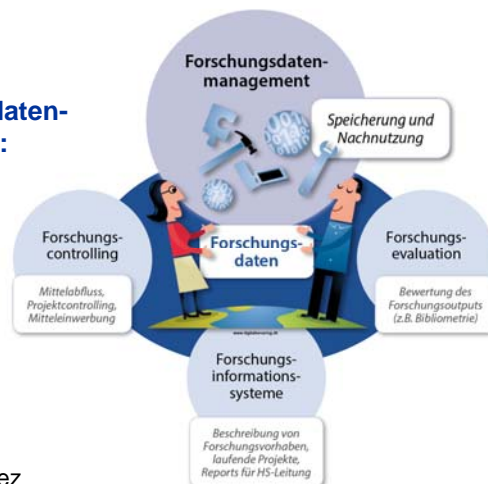 daten-
:
Forschungsdaten-
management
Speicherung und
Nachnutzung
Forschungs-
controlling
Mittelabfluss,
Projektcontrolling,
Mitteleinwerbung
Forschungs-
daten
Forschungs-
evaluation
Bewertung des
Forschungsoutputs
(z.B. Bibliometrie)
Forschungs-
informations-
systeme
Beschreibung von
Forschungsvorhaben,
laufende Projekte,
Reports für HS-Leitung
ez